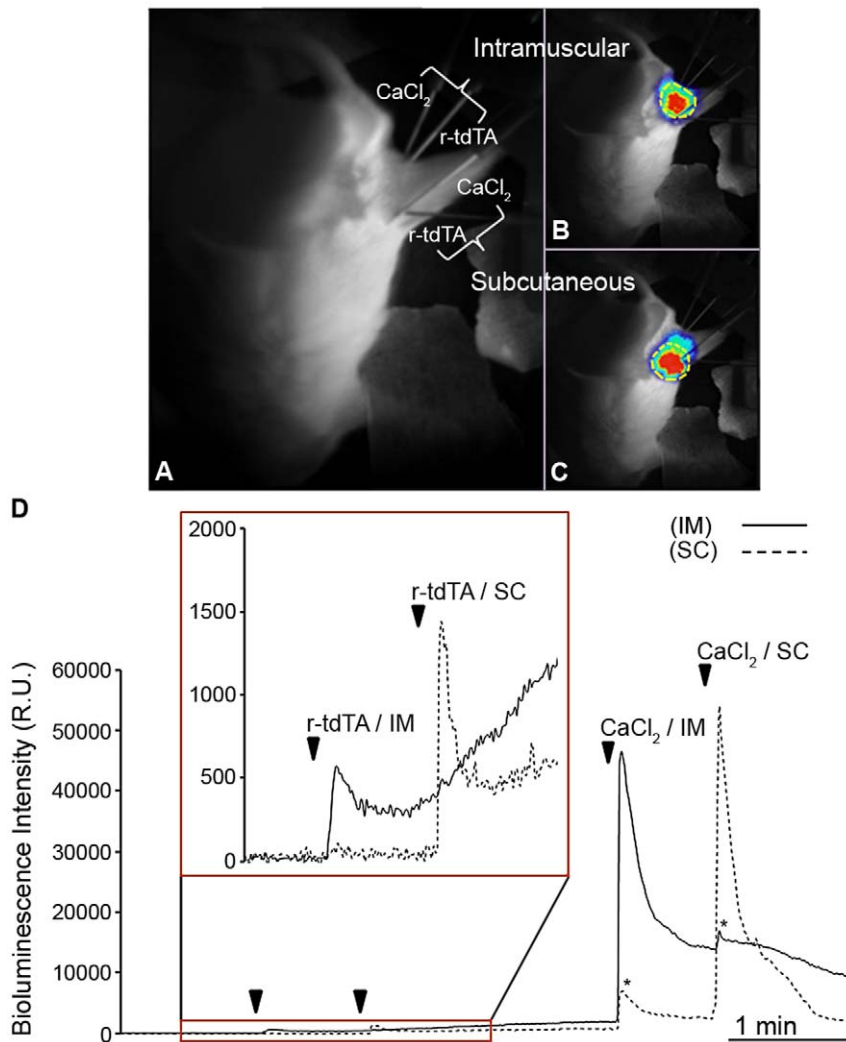 Intramuscular
CaCl₂
r-tdTA
CaCl₂
r-tdTA
Subcutaneous
A
B
C
D
(IM)
(SC)
2000
1500
1000
500
0
r-tdTA / SC
r-tdTA / IM
CaCl₂ / SC
CaCl₂ / IM
60000
50000
40000
30000
20000
10000
0
Bioluminescence Intensity (R.U.)
*
*
1 min